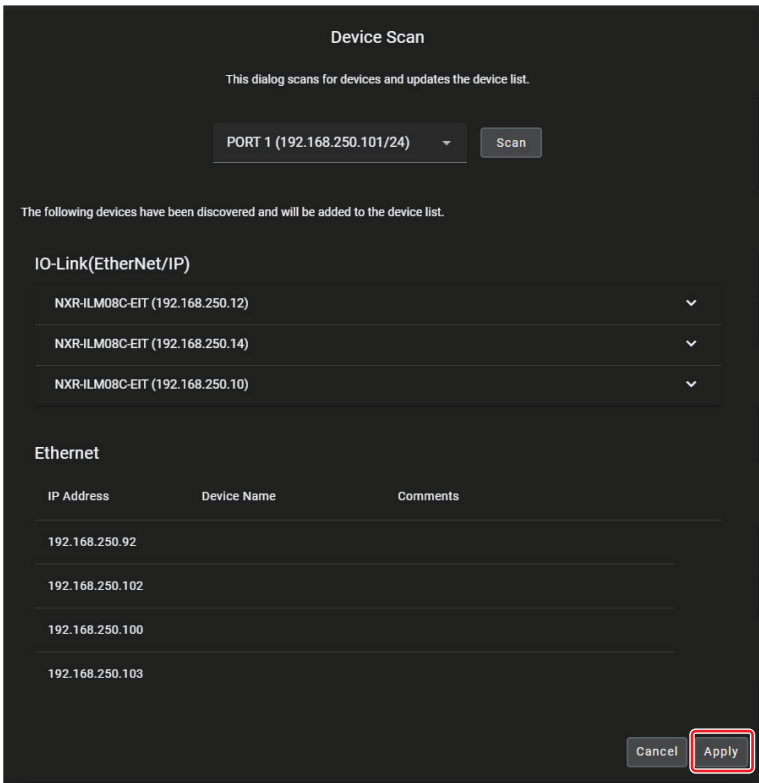 Device Scan
This dialog scans for devices and updates the device list.
PORT 1 (192.168.250.101/24) Scan
The following devices have been discovered and will be added to the device list.
IO-Link(EtherNet/IP)
NXR-ILM08C-EIT (192.168.250.12)
NXR-ILM08C-EIT (192.168.250.14)
NXR-ILM08C-EIT (192.168.250.10)
Ethernet
IP Address Device Name Comments
192.168.250.92
192.168.250.102
192.168.250.100
192.168.250.103
Cancel Apply